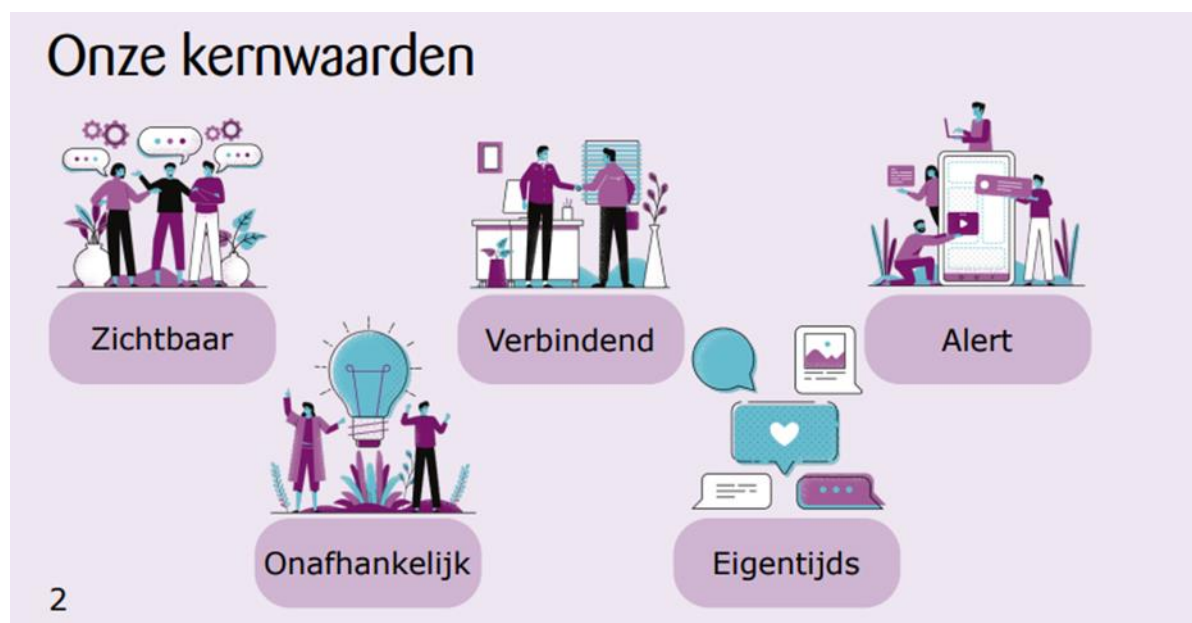 Onze kernwaarden
Zichtbaar
Verbindend
Alert
Onafhankelijk
Eigentijds
2